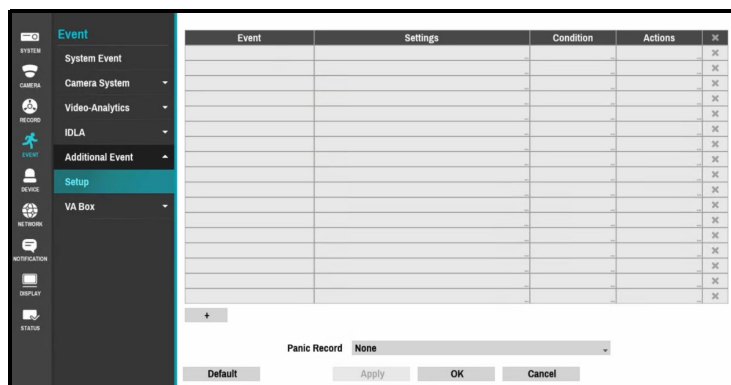 SYSTEM
CAMERA
RECORD
EVENT
DEVICE
NETWORK
NOTIFICATION
DISPLAY
STATUS
Event
System Event
Camera System
Video-Analytics
IDLA
Additional Event
Setup
VA Box
Event Settings Condition Actions
+
Panic Record None
Default Apply OK Cancel